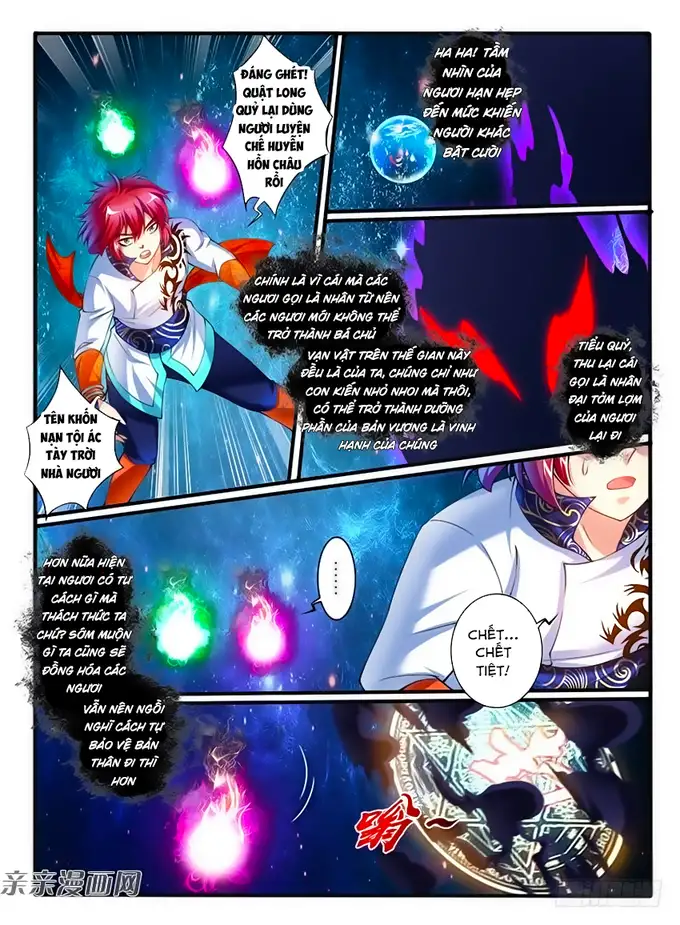 ĐÁNG GHÉT!
QUẬT LONG
QUỶ LẠI DÙNG
NGƯỜI LUYỆN
CHẾ HUYỄN
HỒN CHÂU
RỒI
HA HA! TẦM
NHÌN CỦA
NGƯƠI HẠN HẸP
ĐẾN MỨC KHIẾN
NGƯỜI KHÁC
BẬT CƯỜI
CHÍNH LÀ VÌ CÁI MÀ CÁC
NGƯƠI GỌI LÀ NHÂN TỪ NÊN
CÁC NGƯƠI MỚI KHÔNG THỂ
TRỞ THÀNH BÁ CHỦ
VẠN VẬT TRÊN THẾ GIAN NÀY
ĐỀU LÀ CỦA TA, CHÚNG CHỈ NHƯ
CON KIẾN NHỎ NHOI MÀ THÔI,
CÓ THỂ TRỞ THÀNH DƯỠNG
PHẦN CỦA BẢN VƯƠNG LÀ VINH
HẠNH CỦA CHÚNG
TIỂU QUỶ,
THU LẠI CÁI
GỌI LÀ NHÂN
ĐẠI TỞM LỢM
CỦA NGƯƠI
LẠI ĐI
TÊN KHỐN
NẠN TỘI ÁC
TÀY TRỜI
NHÀ NGƯƠI
HƠN NỮA HIỆN
TẠI NGƯƠI CÓ TƯ
CÁCH GÌ MÀ
THÁCH THỨC TA
CHỨ? SỚM MUỘN
GÌ TA CŨNG SẼ
ĐỒNG HÓA CÁC
NGƯƠI
VẪN NÊN NGỒI
NGHĨ CÁCH TỰ
BẢO VỆ BẢN
THÂN ĐI THÌ
HƠN
......
CHẾT...
CHẾT
TIỆT!
嗡~
亲亲漫画网